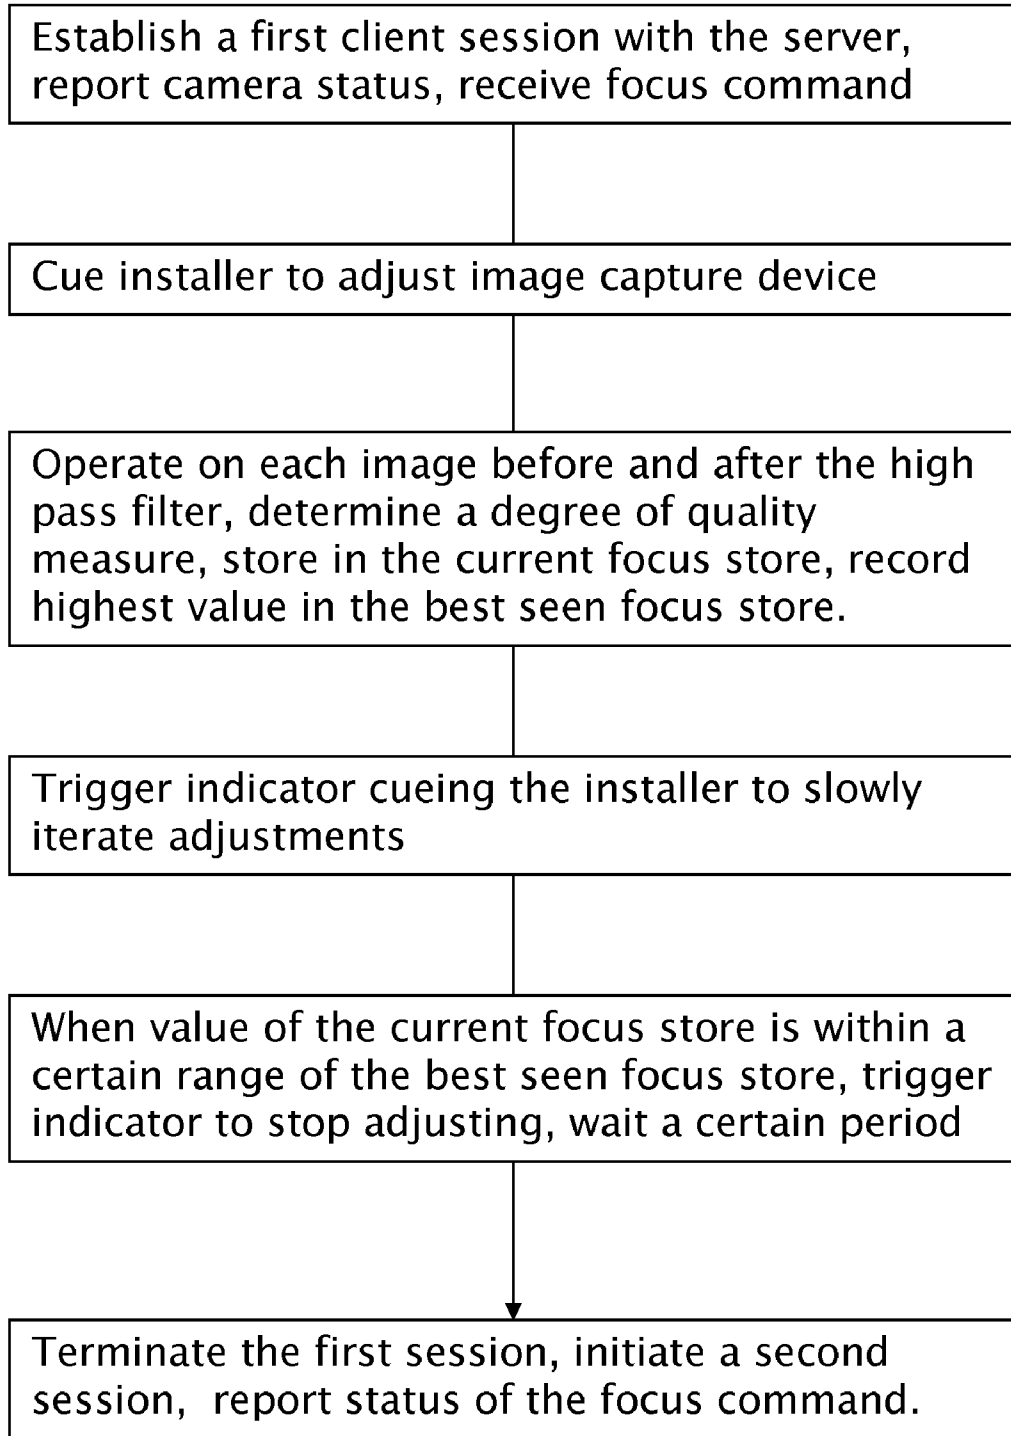 Establish a first client session with the server,
report camera status, receive focus command
Cue installer to adjust image capture device
Operate on each image before and after the high
pass filter, determine a degree of quality
measure, store in the current focus store, record
highest value in the best seen focus store.
Trigger indicator cueing the installer to slowly
iterate adjustments
When value of the current focus store is within a
certain range of the best seen focus store, trigger
indicator to stop adjusting, wait a certain period
Terminate the first session, initiate a second
session,  report status of the focus command.